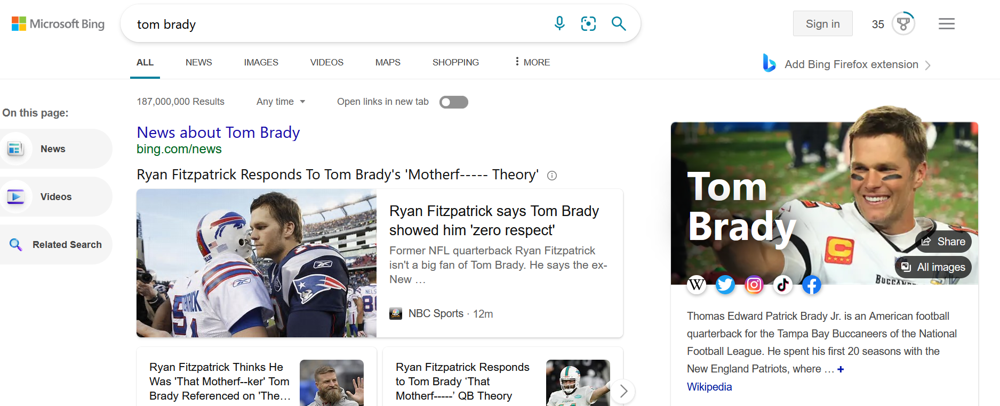 Microsoft Bing
tom brady
Sign in
35
ALL
NEWS
IMAGES
VIDEOS
MAPS
SHOPPING
MORE
Add Bing Firefox extension
On this page:
News
Videos
Related Search
187,000,000 Results
Any time
Open links in new tab
News about Tom Brady
bing.com/news
Ryan Fitzpatrick Responds To Tom Brady's 'Motherf----- Theory'
Ryan Fitzpatrick says Tom Brady
showed him 'zero respect'
Former NFL quarterback Ryan Fitzpatrick
isn't a big fan of Tom Brady. He says the ex-
New …
NBC Sports · 12m
Ryan Fitzpatrick Thinks He
Was 'That Motherf--ker' Tom
Brady Referenced on 'The…
Ryan Fitzpatrick Responds
to Tom Brady ‘That
Motherf-----’ QB Theory
Tom
Brady
Share
All images
W
Thomas Edward Patrick Brady Jr. is an American football
quarterback for the Tampa Bay Buccaneers of the National
Football League. He spent his first 20 seasons with the
New England Patriots, where … +
Wikipedia